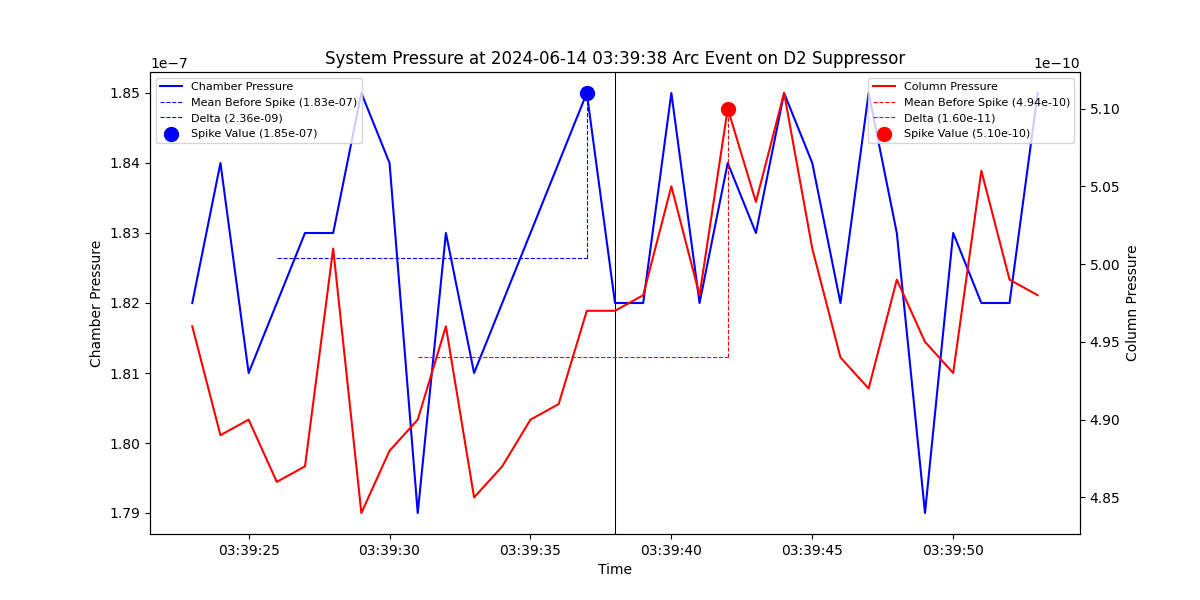 System Pressure at 2024-06-14 03:39:38 Arc Event on D2 Suppressor
1e−7
1e−10
Chamber Pressure
Mean Before Spike (1.83e-07)
Delta (2.36e-09)
Spike Value (1.85e-07)
Column Pressure
Mean Before Spike (4.94e-10)
Delta (1.60e-11)
Spike Value (5.10e-10)
1.85
1.84
1.83
1.82
1.81
1.80
1.79
Chamber Pressure
5.10
5.05
5.00
4.95
4.90
4.85
Column Pressure
03:39:25
03:39:30
03:39:35
03:39:40
03:39:45
03:39:50
Time